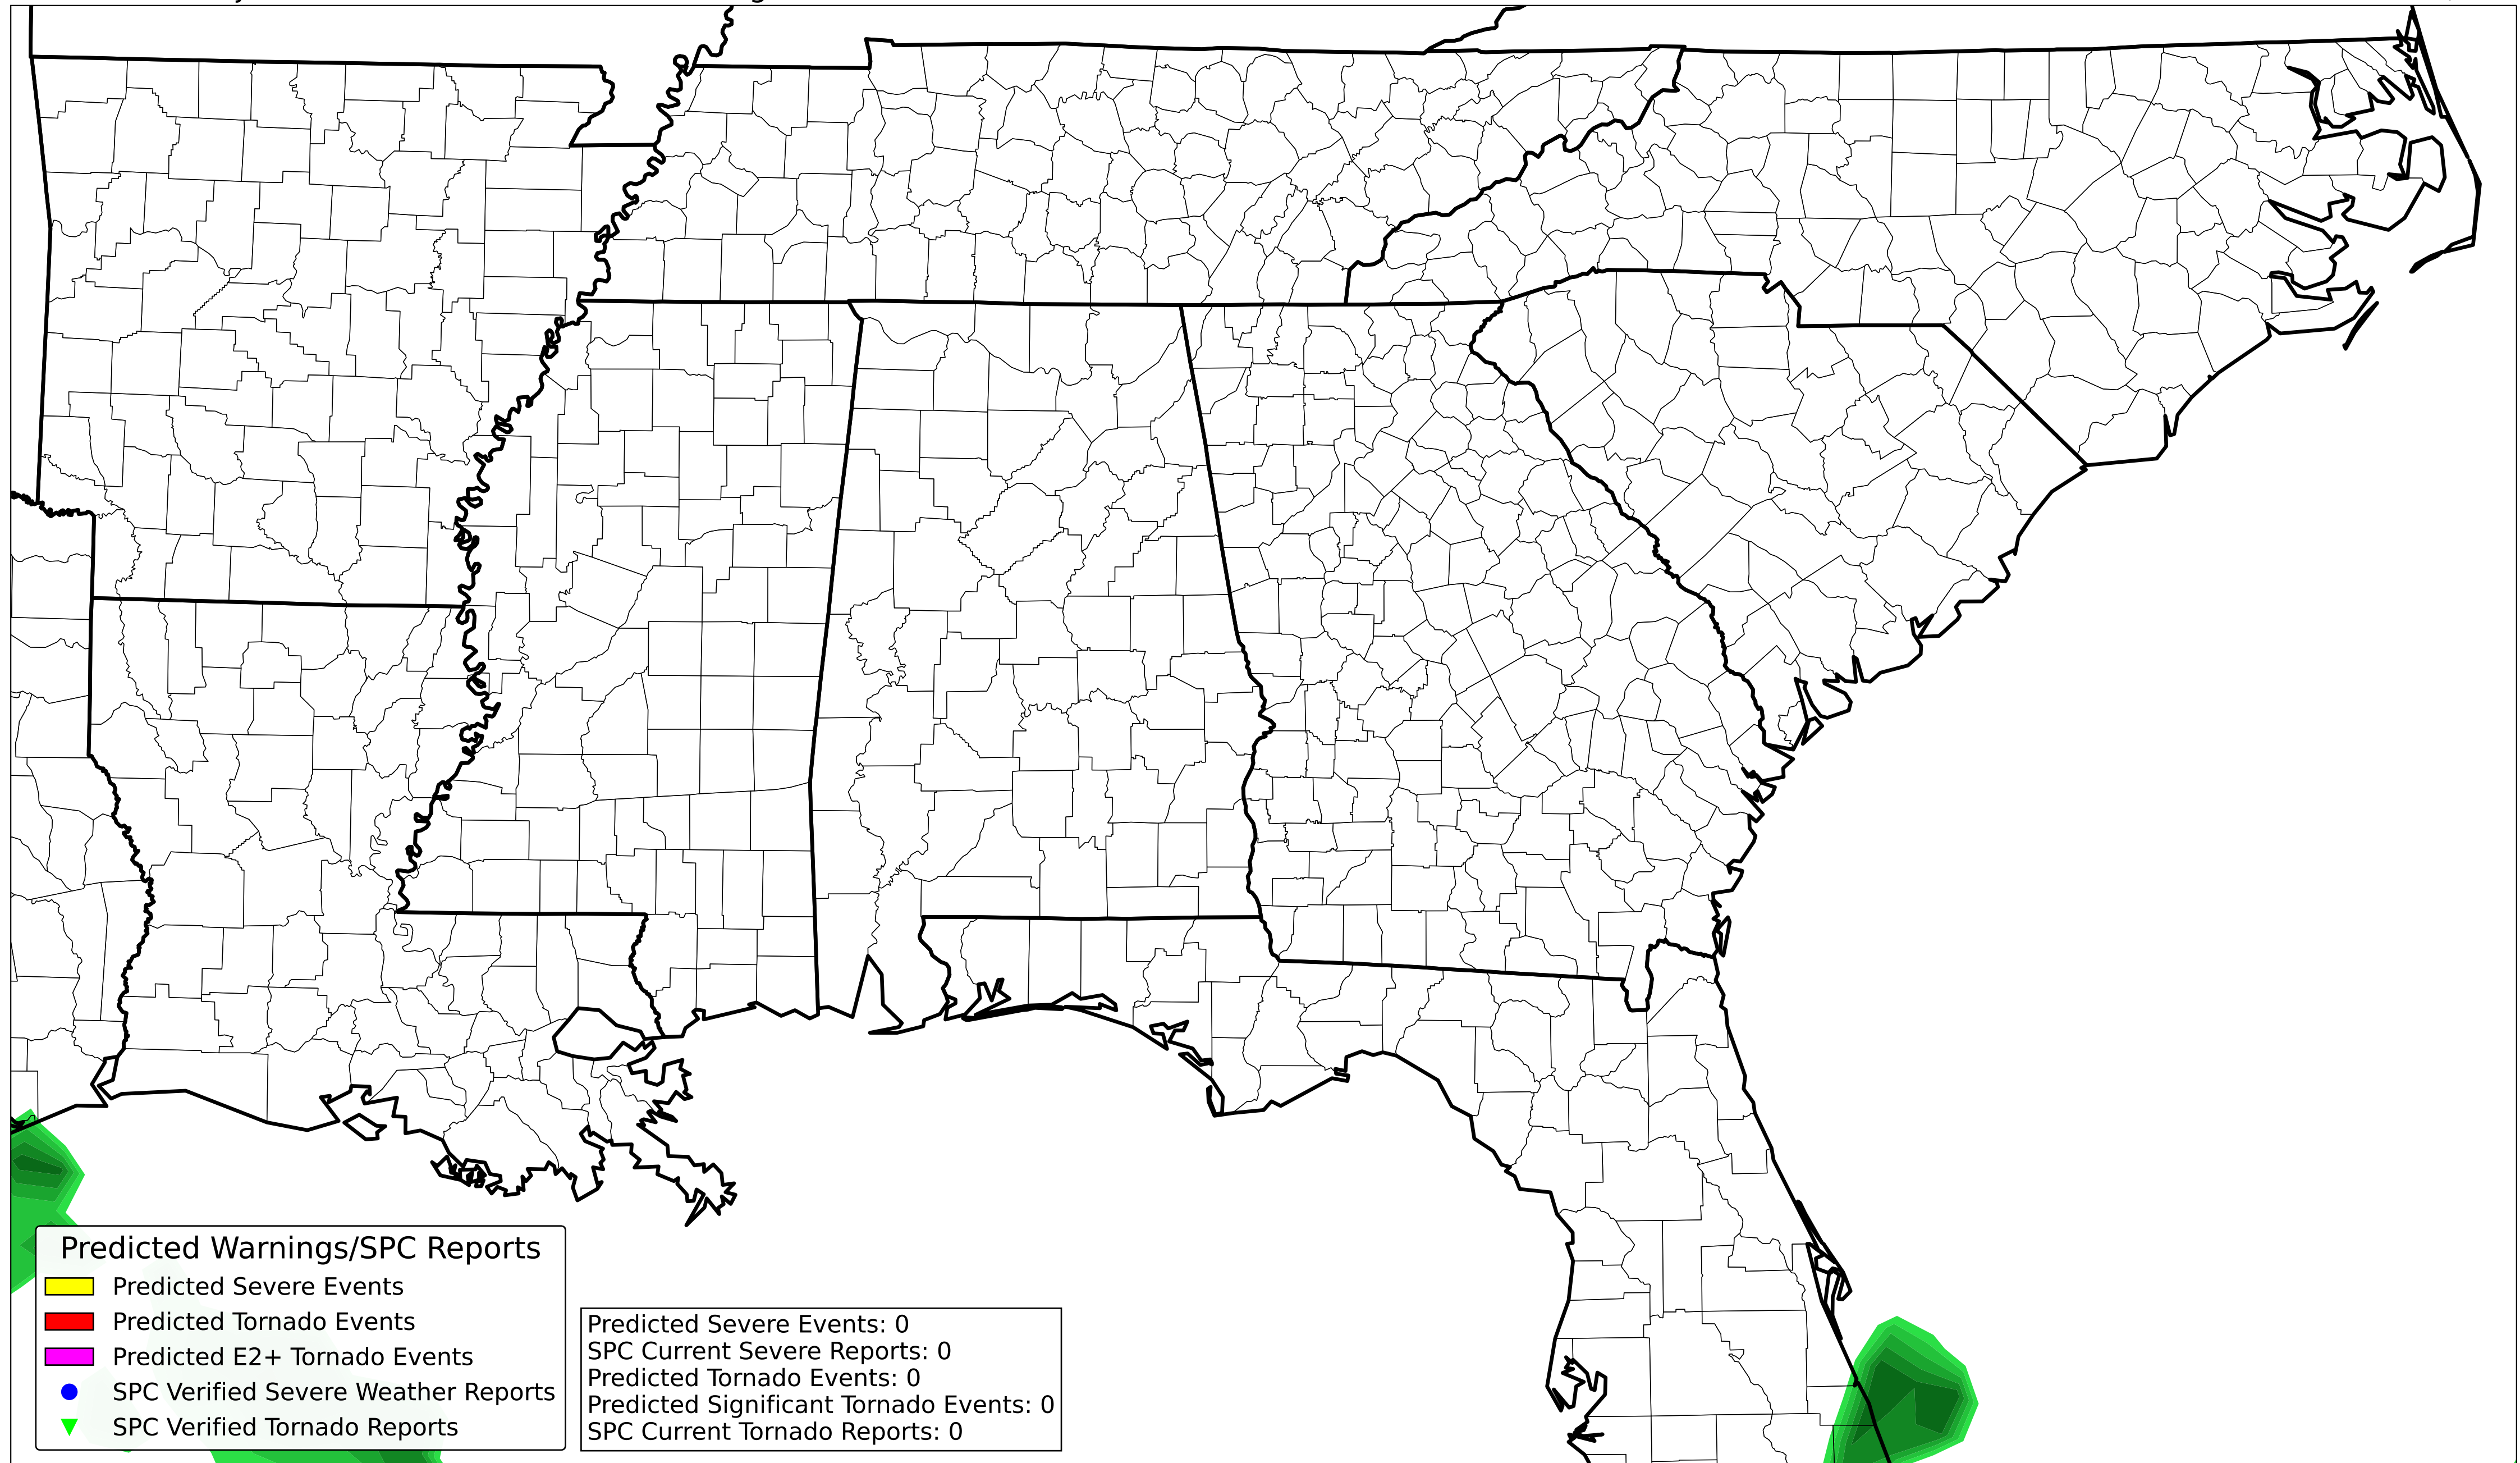 Predicted Warnings/SPC Reports
Predicted Severe Events
Predicted Tornado Events
Predicted E2+ Tornado Events
SPC Verified Severe Weather Reports
SPC Verified Tornado Reports
Predicted Severe Events: 0
SPC Current Severe Reports: 0
Predicted Tornado Events: 0
Predicted Significant Tornado Events: 0
SPC Current Tornado Reports: 0